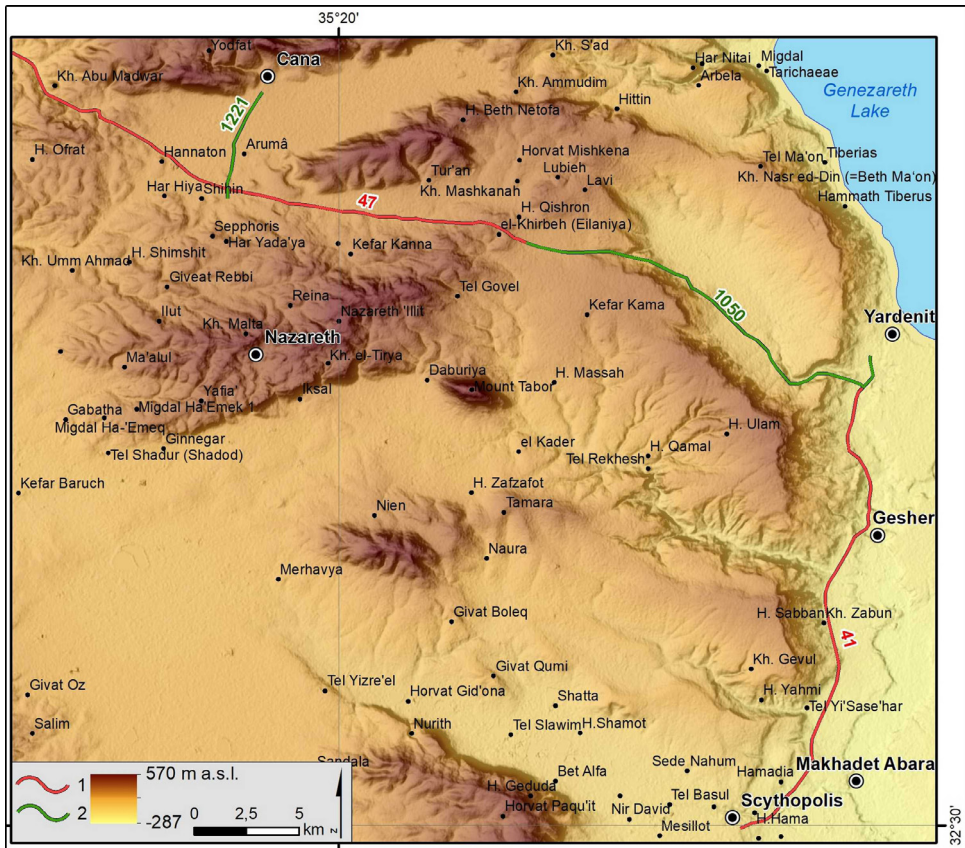 35°20'
Yodfat
Cana
Kh. S'ad
Har Nitai
Migdal
Tarichaeae
Arbela
Kh. Abu Madwar
Kh. Ammudim
Genezareth
Lake
Hittin
1221
H. Beth Netofa
Arumâ
H. Ofrat
Hannaton
Horvat Mishkena
Tel Ma'on
Tiberias
Tur'an
Lubieh
Kh. Nasr ed-Din (=Beth Ma'on)
Har Hiya
Shihin
Kh. Mashkanah
Lavi
Hammath Tiberus
47
H. Qishron
el-Khirbeh (Eilaniya)
Sepphoris
Har Yada'ya
Kefar Kanna
H. Shimshit
Kh. Umm Ahmad
Giveat Rebbi
Tel Govel
Reina
Kefar Kama
1050
Ilut
Nazareth 'Illit
Yardenit
Kh. Malta
Nazareth
Ma'alul
Kh. el-Tirya
Daburiya
H. Massah
Mount Tabor
Yafia'
Iksal
Gabatha
Migdal Ha'Emek 1
Migdal Ha-'Emeq
H. Ulam
Ginnegar
el Kader
H. Qamal
Tel Shadur (Shadod)
Tel Rekhesh
Kefar Baruch
H. Zafzafot
Nien
Tamara
Gesher
Naura
Merhavya
Givat Boleq
H. Sabban
Kh. Zabun
41
Givat Qumi
Kh. Gevul
Givat Oz
Tel Yizre'el
Horvat Gid'ona
Shatta
H. Yahmi
Tel Yi'Sase'har
Salim
Nurith
Tel Slawim
H.Shamot
Sandala
Bet Alfa
Sede Nahum
Hamadia
Makhadet Abara
H. Geduda
Horvat Paqu'it
Nir David
Tel Basul
Scythopolis
Mesillot
H.Hama
32°30'
1
570 m a.s.l.
2
-287
0 2,5 5
km
z